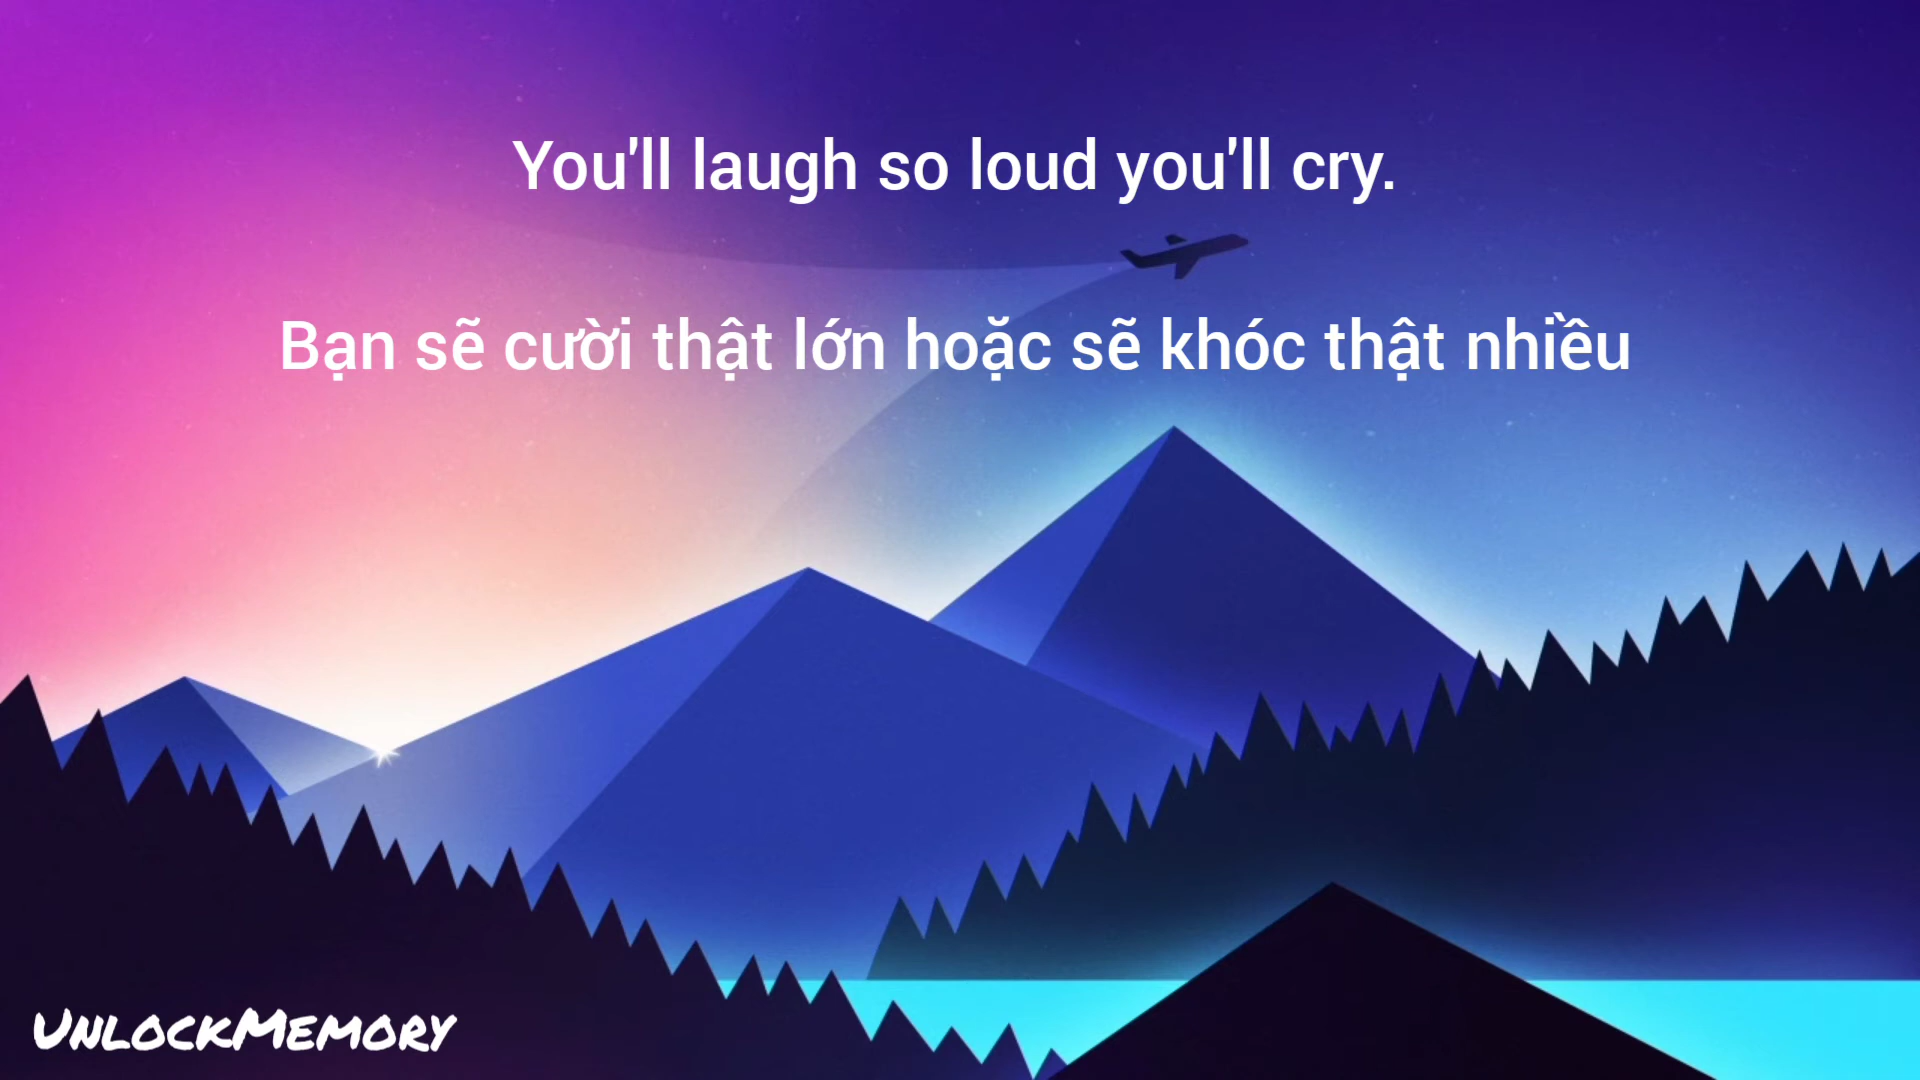 You'll laugh so loud you'll cry.
Bạn sẽ cười thật lớn hoặc sẽ khóc thật nhiều
UnlockMemory